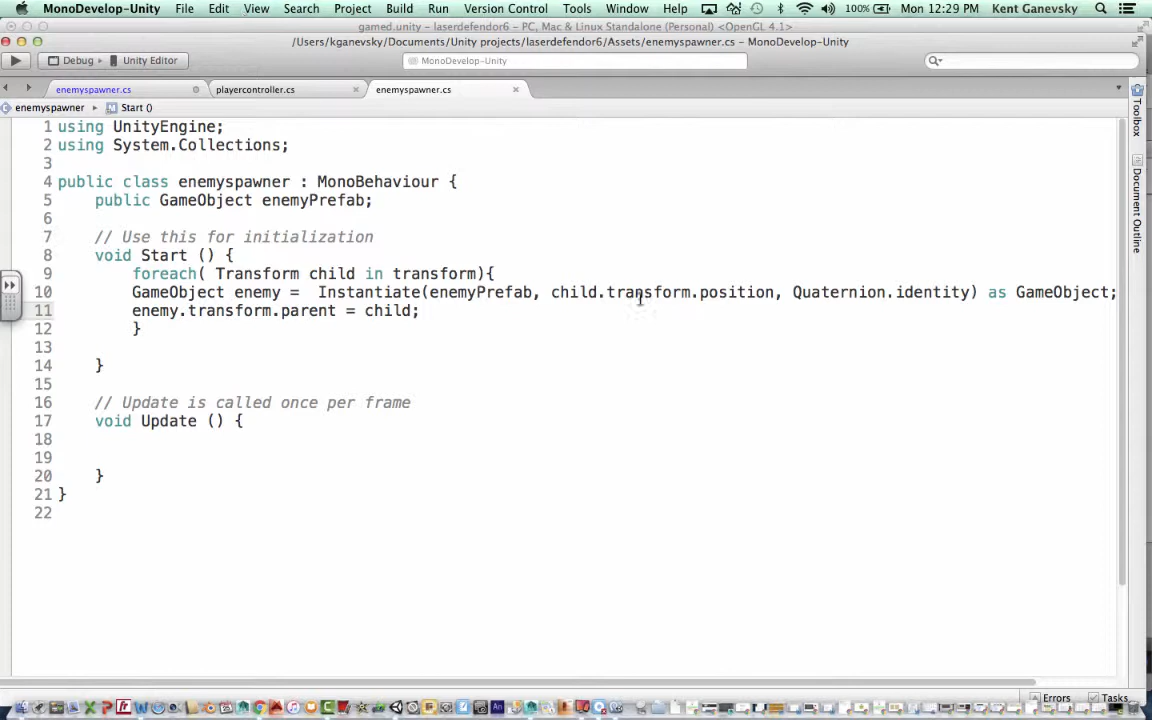 MonoDevelop-Unity File Edit View Search Project Build Run Version Control Tools Window Help 100% Mon 12:29 PM Kent Ganevsky
gamed.unity – laserdefendor6 – PC, Mac & Linux Standalone (Personal) <OpenGL 4.1>
/Users/kganevsky/Documents/Unity projects/laserdefendor6/Assets/enemyspawner.cs – MonoDevelop-Unity
Debug Unity Editor MonoDevelop-Unity
enemyspawner.cs playercontroller.cs enemyspawner.cs
enemyspawner Start ()
Toolbox
Document Outline
1 using UnityEngine;
2 using System.Collections;
3
4 public class enemyspawner : MonoBehaviour {
5 public GameObject enemyPrefab;
6
7 // Use this for initialization
8 void Start () {
9 foreach( Transform child in transform){
10 GameObject enemy = Instantiate(enemyPrefab, child.transform.position, Quaternion.identity) as GameObject;
11 enemy.transform.parent = child;
12 }
13
14 }
15
16 // Update is called once per frame
17 void Update () {
18
19
20 }
21 }
22
Errors Tasks